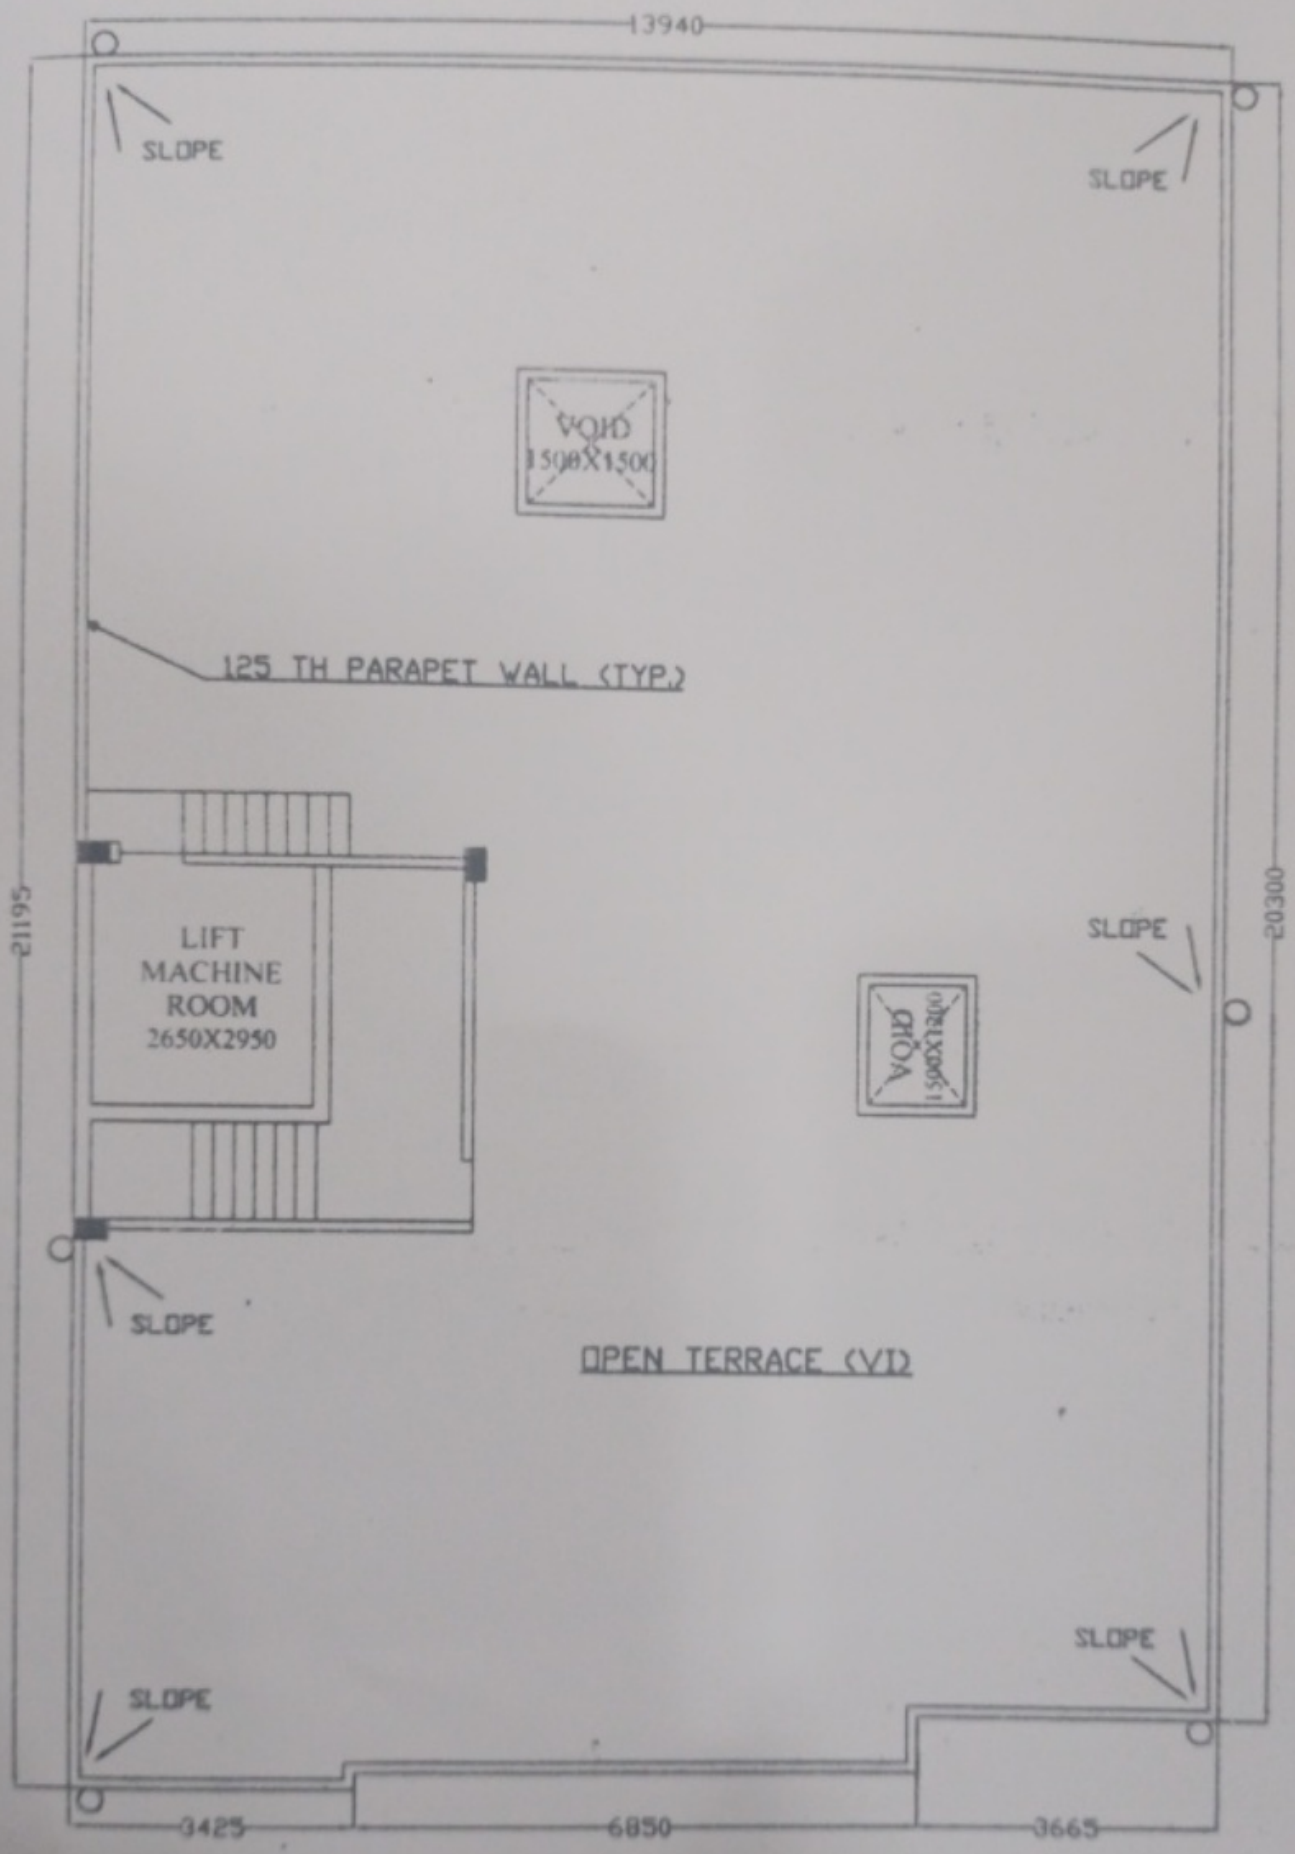 13940
SLOPE
SLOPE
VOID
1500X1500
125 TH PARAPET WALL (TYP.)
21195
20300
LIFT
MACHINE
ROOM
2650X2950
SLOPE
VOID
1500X1200
SLOPE
OPEN TERRACE (VI)
SLOPE
SLOPE
3425
6850
3665